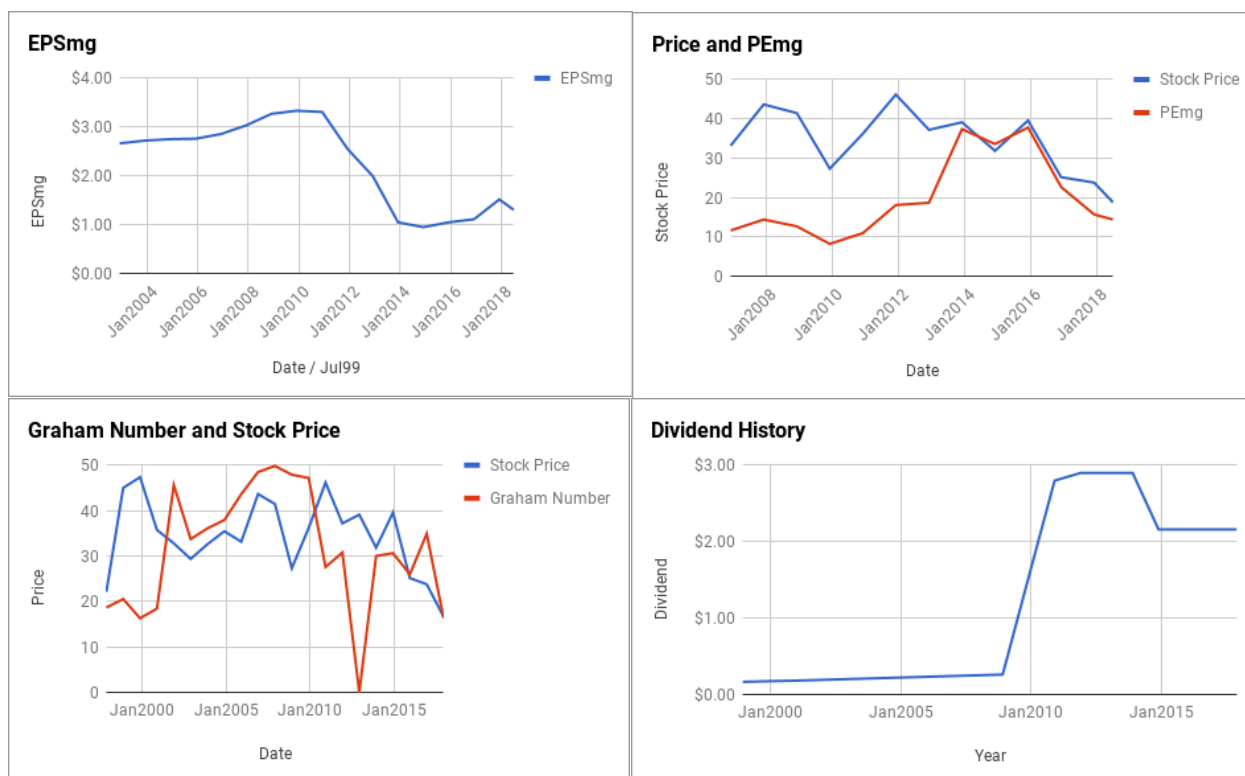 EPSmg
$4.00
$3.00
$2.00
$1.00
$0.00
EPSmg
Jan2004
Jan2006
Jan2008
Jan2010
Jan2012
Jan2014
Jan2016
Jan2018
Date / Jul99
EPSmg
Price and PEmg
50
40
30
20
10
0
Stock Price
Jan2008
Jan2010
Jan2012
Jan2014
Jan2016
Jan2018
Date
Stock Price
PEmg
Graham Number and Stock Price
50
40
30
20
10
0
Price
Jan2000
Jan2005
Jan2010
Jan2015
Date
Stock Price
Graham Number
Dividend History
$3.00
$2.00
$1.00
$0.00
Dividend
Jan2000
Jan2005
Jan2010
Jan2015
Year